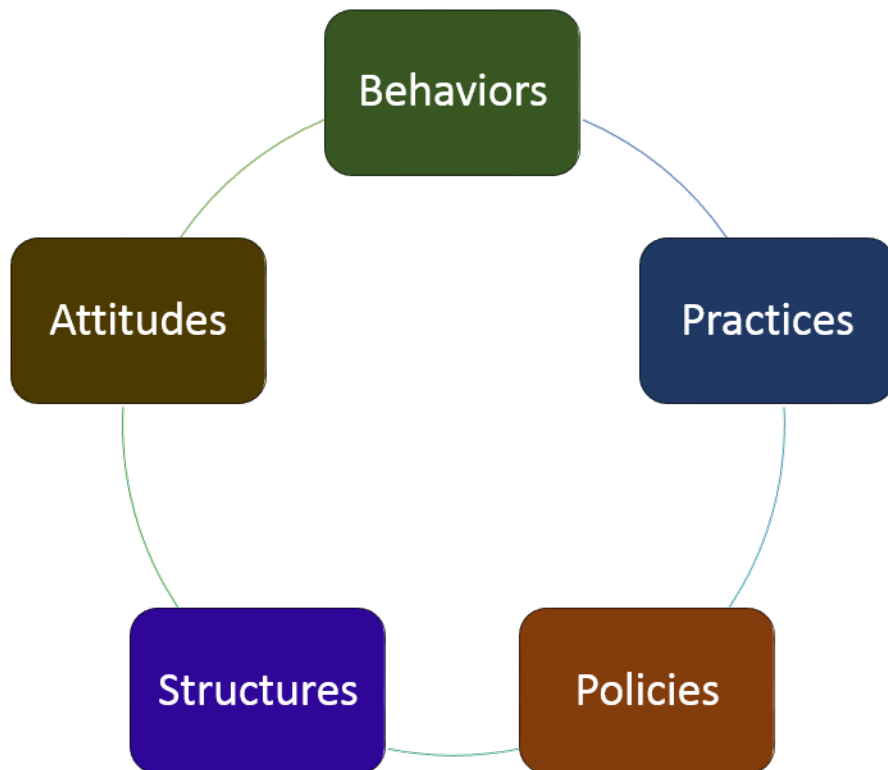 Behaviors
Practices
Policies
Structures
Attitudes